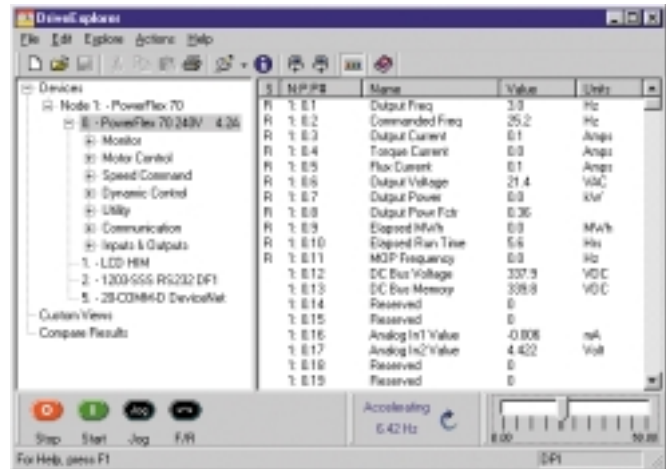 DriveExplorer
File Edit Explore Actions Help
Devices
Node 1: - PowerFlex 70
0. - PowerFlex 70 240V 4.2A
Monitor
Motor Control
Speed Command
Dynamic Control
Utility
Communication
Inputs & Outputs
1. - LCD HIM
2. - 1203-SSS RS232 DF1
5. - 20-COMM-D DeviceNet
Custom Views
Compare Results
S N.P.P# Name Value Units
R 1: 0.1 Output Freq 3.0 Hz
R 1: 0.2 Commanded Freq 25.2 Hz
R 1: 0.3 Output Current 0.1 Amps
R 1: 0.4 Torque Current 0.0 Amps
R 1: 0.5 Flux Current 0.1 Amps
R 1: 0.6 Output Voltage 21.4 VAC
R 1: 0.7 Output Power 0.0 kW
R 1: 0.8 Output Powr Fctr 0.36
R 1: 0.9 Elapsed MWh 0.0 MWh
R 1: 0.10 Elapsed Run Time 5.6 Hrs
R 1: 0.11 MOP Frequency 0.0 Hz
1: 0.12 DC Bus Voltage 337.9 VDC
1: 0.13 DC Bus Memory 339.8 VDC
1: 0.14 Reserved 0
1: 0.15 Reserved 0
1: 0.16 Analog In1 Value -0.006 mA
1: 0.17 Analog In2 Value 4.422 Volt
1: 0.18 Reserved 0
1: 0.19 Reserved 0
Jog
Stop Start Jog F/R
Accelerating
6.42 Hz
0.00
For Help, press F1
DPI